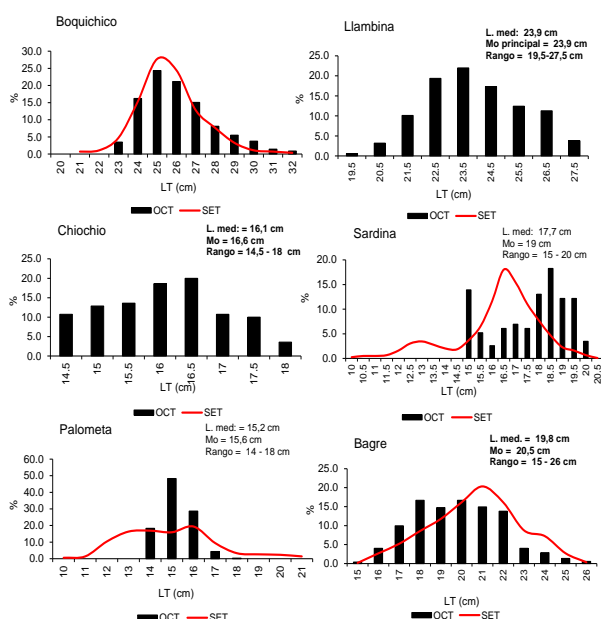 Boquichico
30.0
25.0
20.0
15.0
10.0
5.0
0.0
%
20 21 22 23 24 25 26 27 28 29 30 31 32
LT (cm)
OCT SET
Llambina
L. med: 23,9 cm
Mo principal = 23,9 cm
Rango = 19,5-27,5 cm
25.0
20.0
15.0
10.0
5.0
0.0
%
19.5 20.5 21.5 22.5 23.5 24.5 25.5 26.5 27.5
LT (cm)
OCT SET
Chiochio
L. med: = 16,1 cm
Mo = 16,6 cm
Rango = 14,5 - 18 cm
25.0
20.0
15.0
10.0
5.0
0.0
%
14.5 15 15.5 16 16.5 17 17.5 18
LT (cm)
OCT SET
Sardina
L. med: 17,7 cm
Mo = 19 cm
Rango = 15 - 20 cm
20.0
15.0
10.0
5.0
0.0
%
10 10.5 11 11.5 12 12.5 13 13.5 14 14.5 15 15.5 16 16.5 17 17.5 18 18.5 19 19.5 20 20.5
LT (cm)
OCT SET
Palometa
L. med = 15,2 cm
Mo = 15,6 cm
Rango = 14 - 18 cm
60.0
50.0
40.0
30.0
20.0
10.0
0.0
%
10 11 12 13 14 15 16 17 18 19 20 21
LT (cm)
OCT SET
Bagre
L. med. = 19,8 cm
Mo = 20,5 cm
Rango = 15 - 26 cm
25.0
20.0
15.0
10.0
5.0
0.0
%
15 16 17 18 19 20 21 22 23 24 25 26
LT (cm)
OCT SET